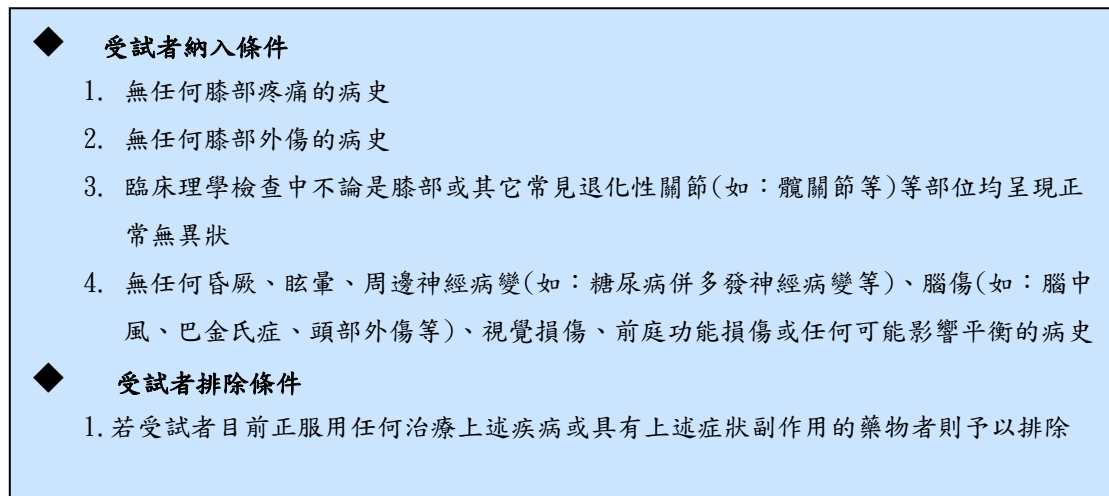 ◆ 受試者納入條件
1. 無任何膝部疼痛的病史
2. 無任何膝部外傷的病史
3. 臨床理學檢查中不論是膝部或其它常見退化性關節(如：髖關節等)等部位均呈現正
常無異狀
4. 無任何昏厥、眩暈、周邊神經病變(如：糖尿病併多發神經病變等)、腦傷(如：腦中
風、巴金氏症、頭部外傷等)、視覺損傷、前庭功能損傷或任何可能影響平衡的病史
◆ 受試者排除條件
1.若受試者目前正服用任何治療上述疾病或具有上述症狀副作用的藥物者則予以排除